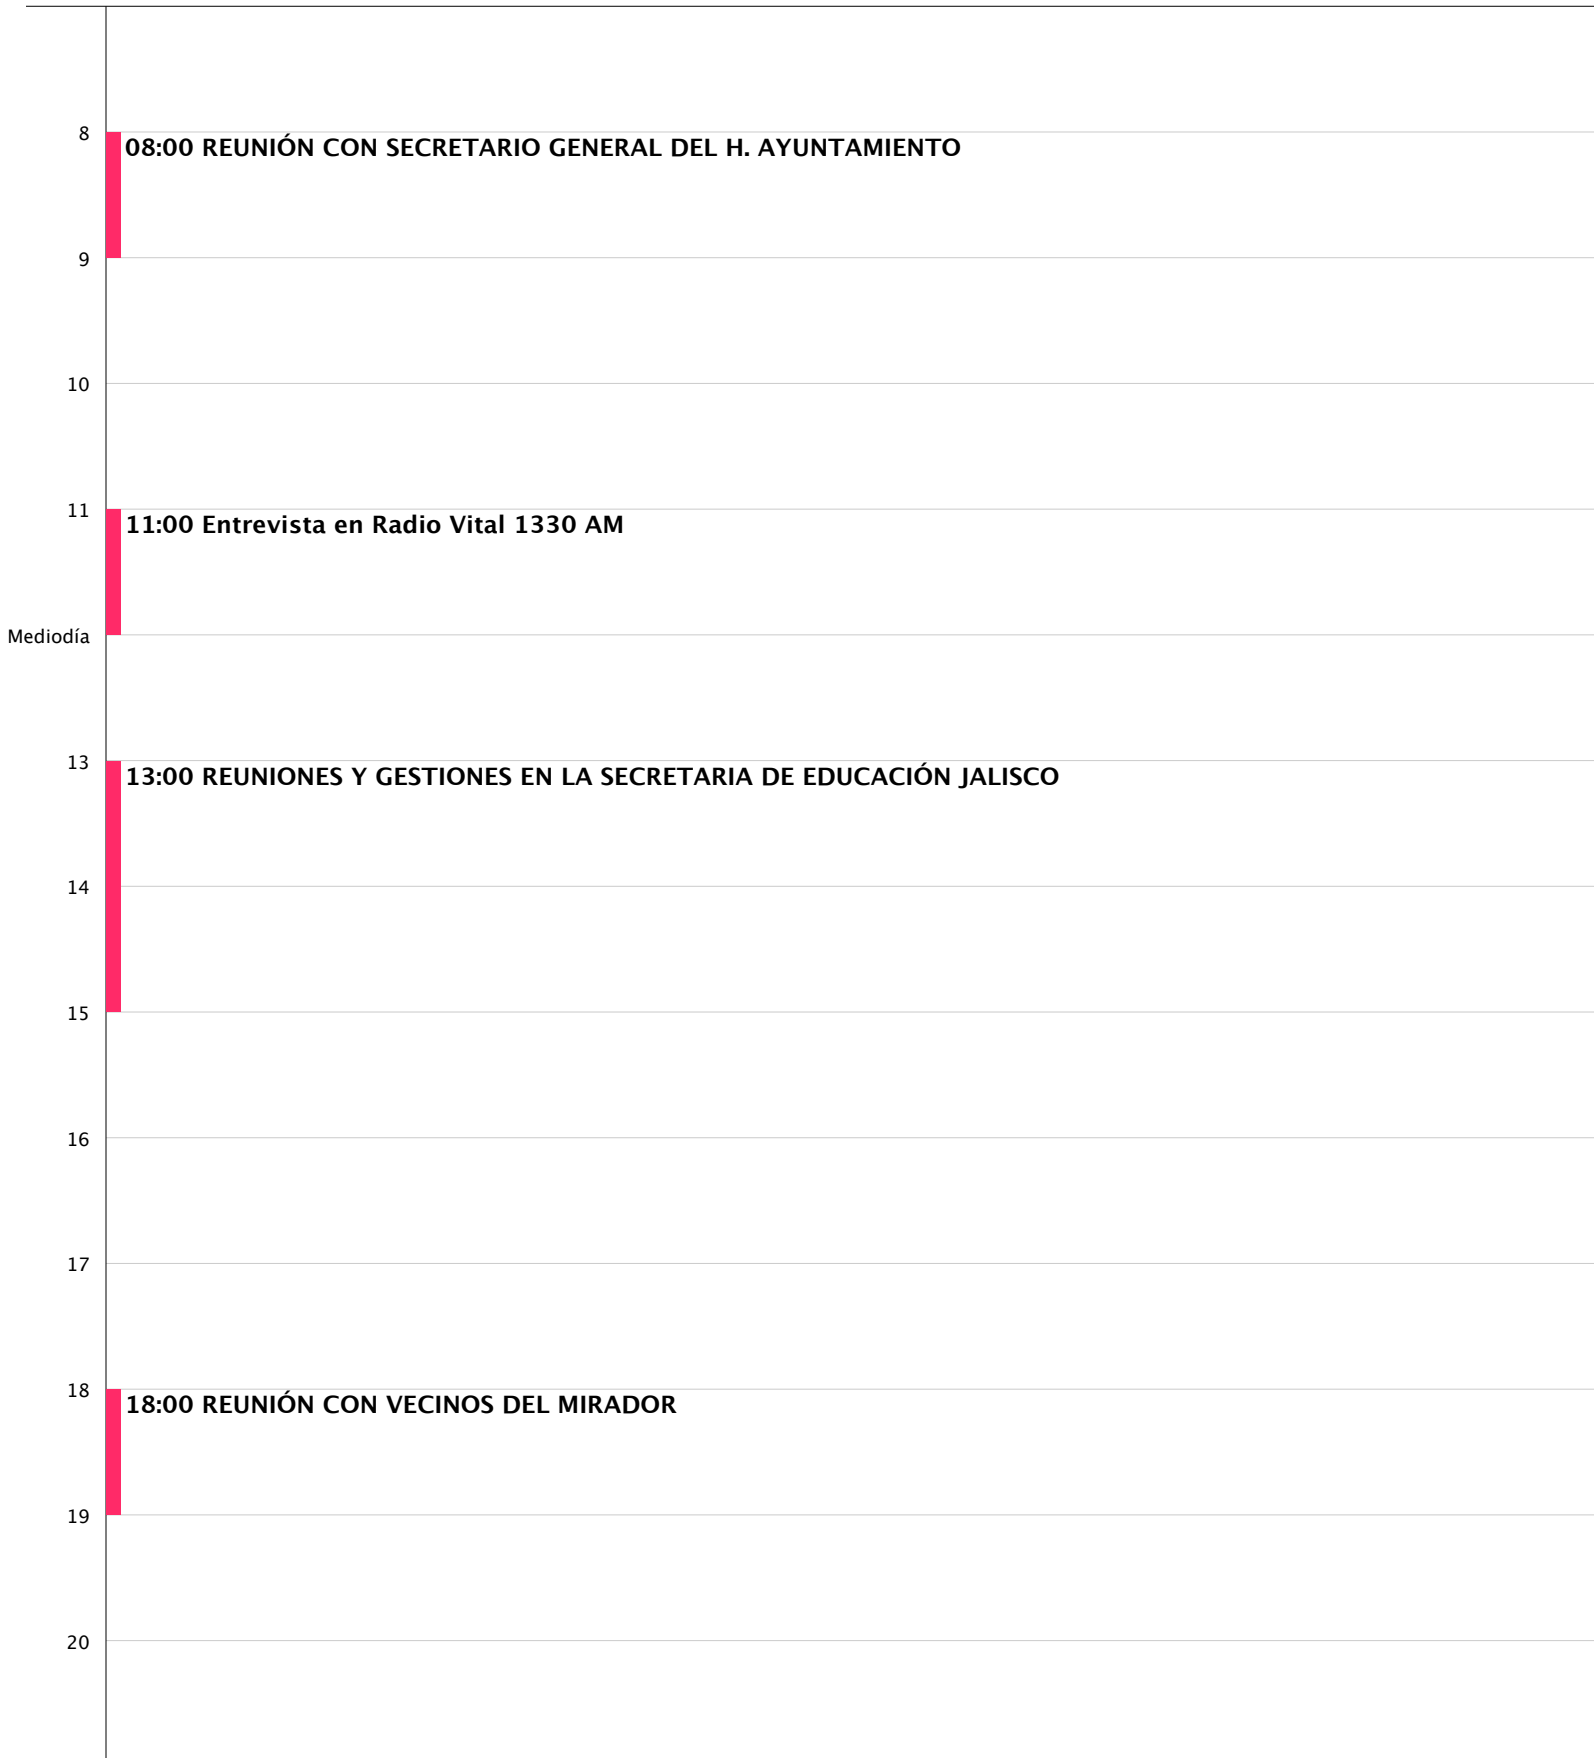 8
08:00 REUNIÓN CON SECRETARIO GENERAL DEL H. AYUNTAMIENTO
9
10
11
11:00 Entrevista en Radio Vital 1330 AM
Mediodía
13
13:00 REUNIONES Y GESTIONES EN LA SECRETARIA DE EDUCACIÓN JALISCO
14
15
16
17
18
18:00 REUNIÓN CON VECINOS DEL MIRADOR
19
20